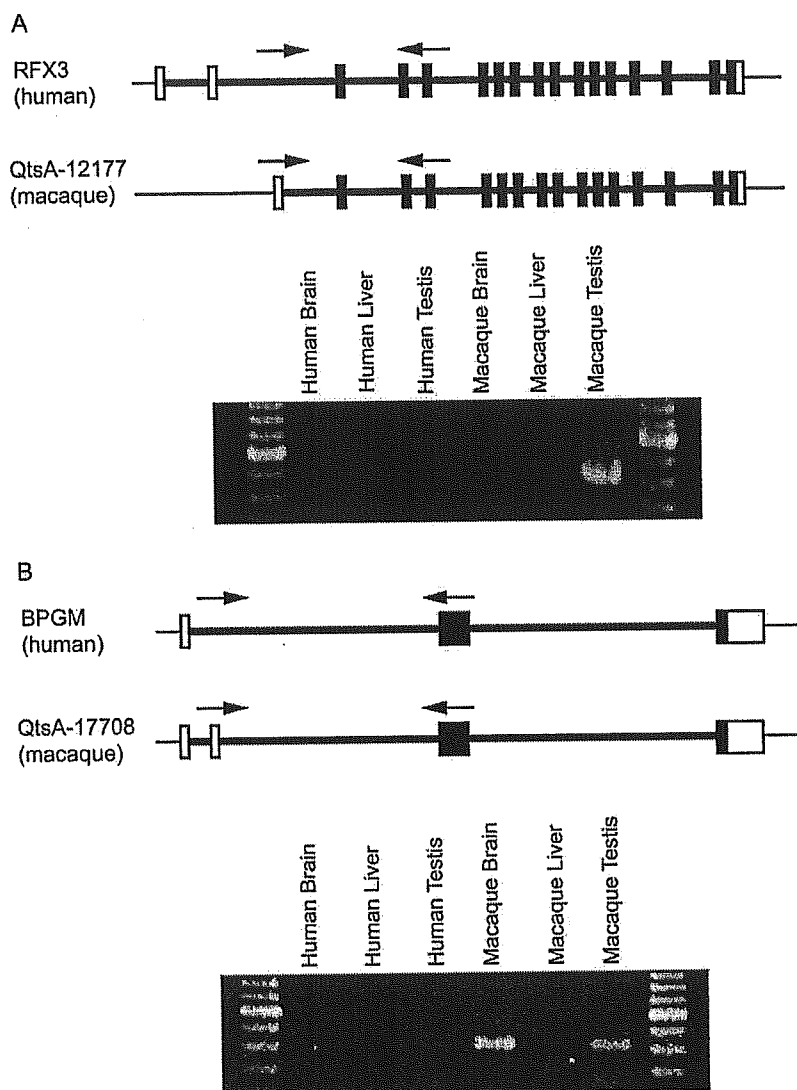 A
RFX3
(human)
QtsA-12177
(macaque)
Human Brain
Human Liver
Human Testis
Macaque Brain
Macaque Liver
Macaque Testis
B
BPGM
(human)
QtsA-17708
(macaque)
Human Brain
Human Liver
Human Testis
Macaque Brain
Macaque Liver
Macaque Testis